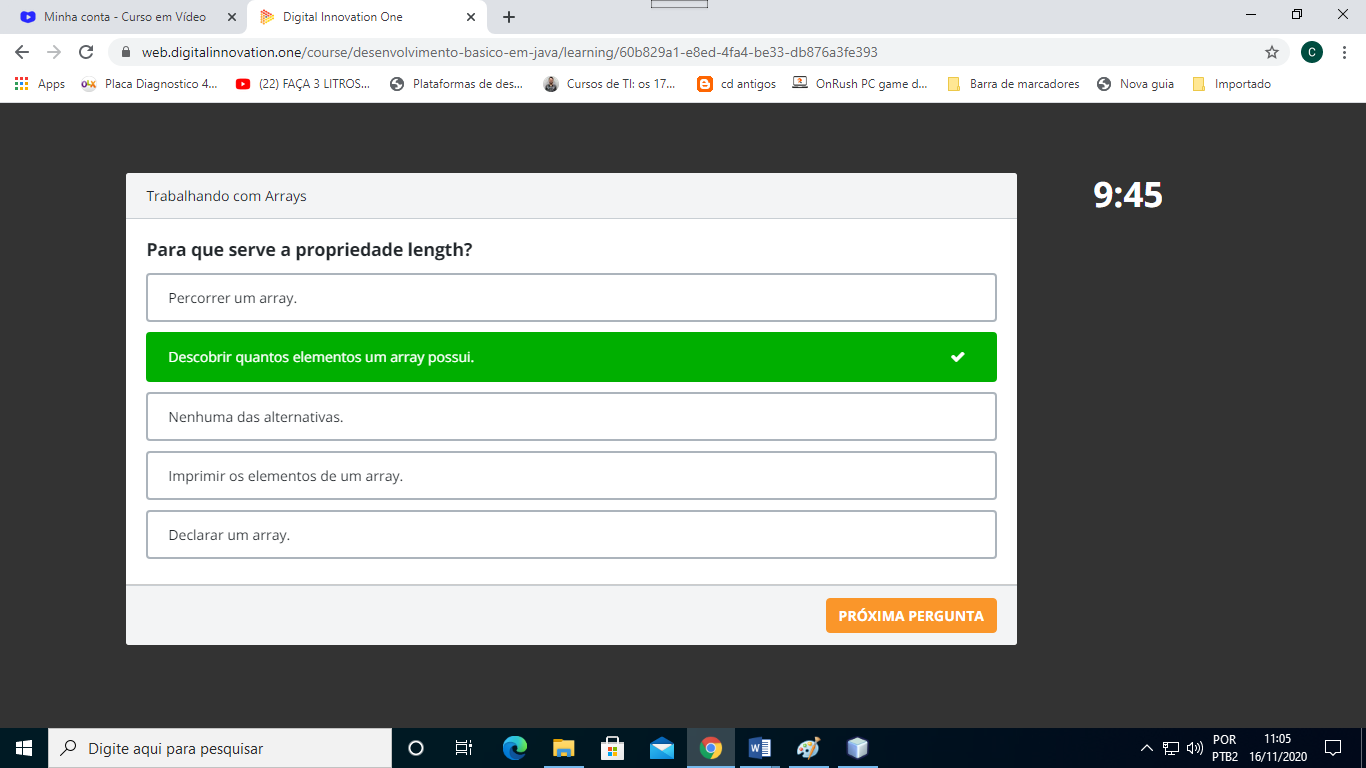 Minha conta - Curso em Vídeo
Digital Innovation One
web.digitalinnovation.one/course/desenvolvimento-basico-em-java/learning/60b829a1-e8ed-4fa4-be33-db876a3fe393
C
Apps
OLX
Placa Diagnostico 4...
(22) FAÇA 3 LITROS...
Plataformas de des...
Cursos de TI: os 17...
cd antigos
OnRush PC game d...
Barra de marcadores
Nova guia
Importado
Trabalhando com Arrays
9:45
Para que serve a propriedade length?
Percorrer um array.
Descobrir quantos elementos um array possui.
Nenhuma das alternativas.
Imprimir os elementos de um array.
Declarar um array.
PRÓXIMA PERGUNTA
Digite aqui para pesquisar
POR
PTB2
11:05
16/11/2020